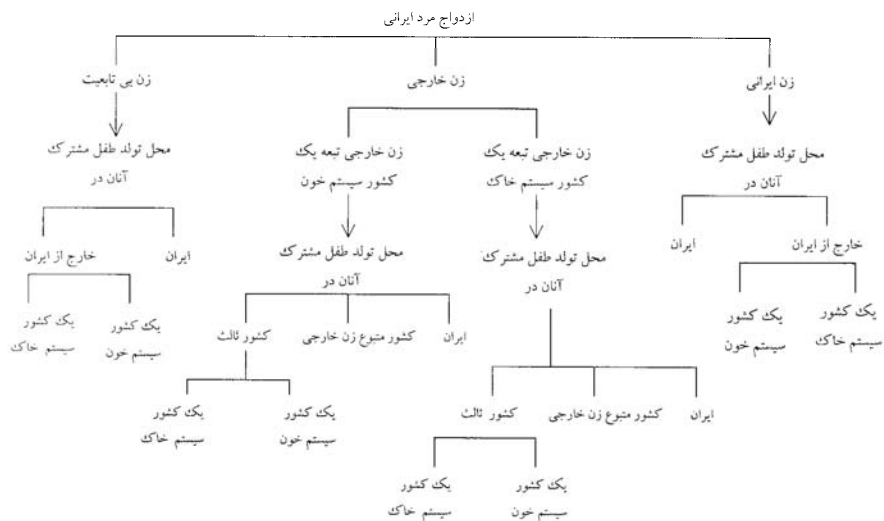 ازدواج مرد ایرانی
زن ایرانی
زن خارجی
زن بی تابعیت
محل تولد طفل مشترک
آنان در
خارج از ایران
ایران
یک کشور
سیستم خاک
یک کشور
سیستم خون
زن خارجی تبعه یک
کشور سیستم خاک
محل تولد طفل مشترک
آنان در
ایران
کشور متبوع زن خارجی
کشور ثالث
یک کشور
سیستم خون
یک کشور
سیستم خاک
زن خارجی تبعه یک
کشور سیستم خون
محل تولد طفل مشترک
آنان در
ایران
کشور متبوع زن خارجی
کشور ثالث
یک کشور
سیستم خون
یک کشور
سیستم خاک
محل تولد طفل مشترک
آنان در
ایران
خارج از ایران
یک کشور
سیستم خون
یک کشور
سیستم خاک